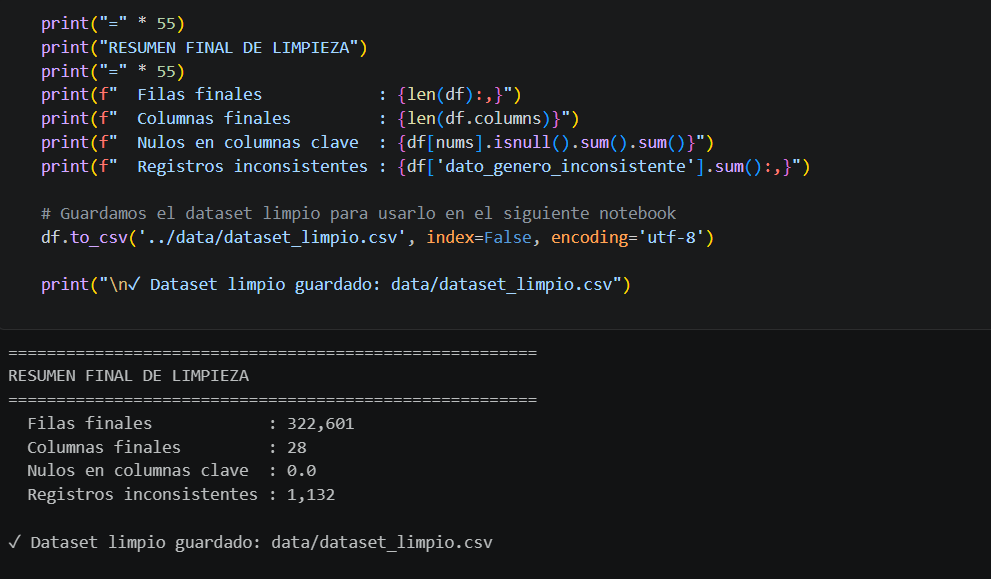 print("=" * 55)
print("RESUMEN FINAL DE LIMPIEZA")
print("=" * 55)
print(f"  Filas finales            : {len(df):,}")
print(f"  Columnas finales         : {len(df.columns)}")
print(f"  Nulos en columnas clave  : {df[nums].isnull().sum().sum()}")
print(f"  Registros inconsistentes : {df['dato_genero_inconsistente'].sum():,}")
# Guardamos el dataset limpio para usarlo en el siguiente notebook
df.to_csv('../data/dataset_limpio.csv', index=False, encoding='utf-8')
print("\n✓ Dataset limpio guardado: data/dataset_limpio.csv")
=======================================================
RESUMEN FINAL DE LIMPIEZA
=======================================================
  Filas finales            : 322,601
  Columnas finales         : 28
  Nulos en columnas clave  : 0.0
  Registros inconsistentes : 1,132
✓ Dataset limpio guardado: data/dataset_limpio.csv